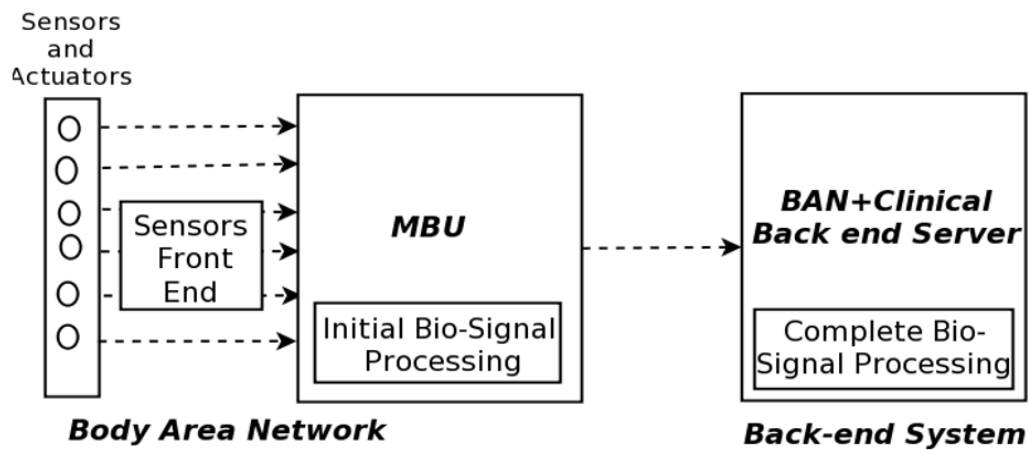 Sensors
and
Actuators
Sensors
Front
End
MBU
Initial Bio-Signal
Processing
BAN+Clinical
Back end Server
Complete Bio-
Signal Processing
Body Area Network
Back-end System